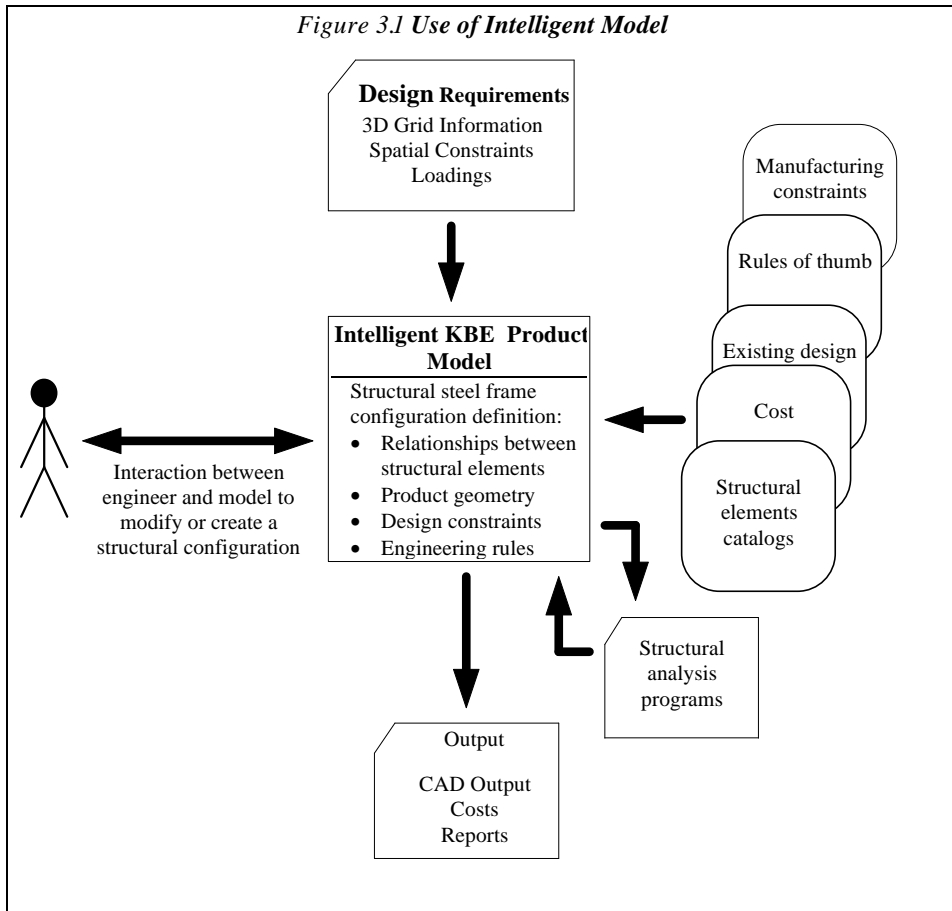 Figure 3.1 Use of Intelligent Model
Design Requirements
3D Grid Information
Spatial Constraints
Loadings
Manufacturing
constraints
Rules of thumb
Existing design
Cost
Structural
elements
catalogs
Intelligent KBE Product
Model
Structural steel frame
configuration definition:
• Relationships between
structural elements
• Product geometry
• Design constraints
• Engineering rules
Interaction between
engineer and model to
modify or create a
structural configuration
Structural
analysis
programs
Output
CAD Output
Costs
Reports